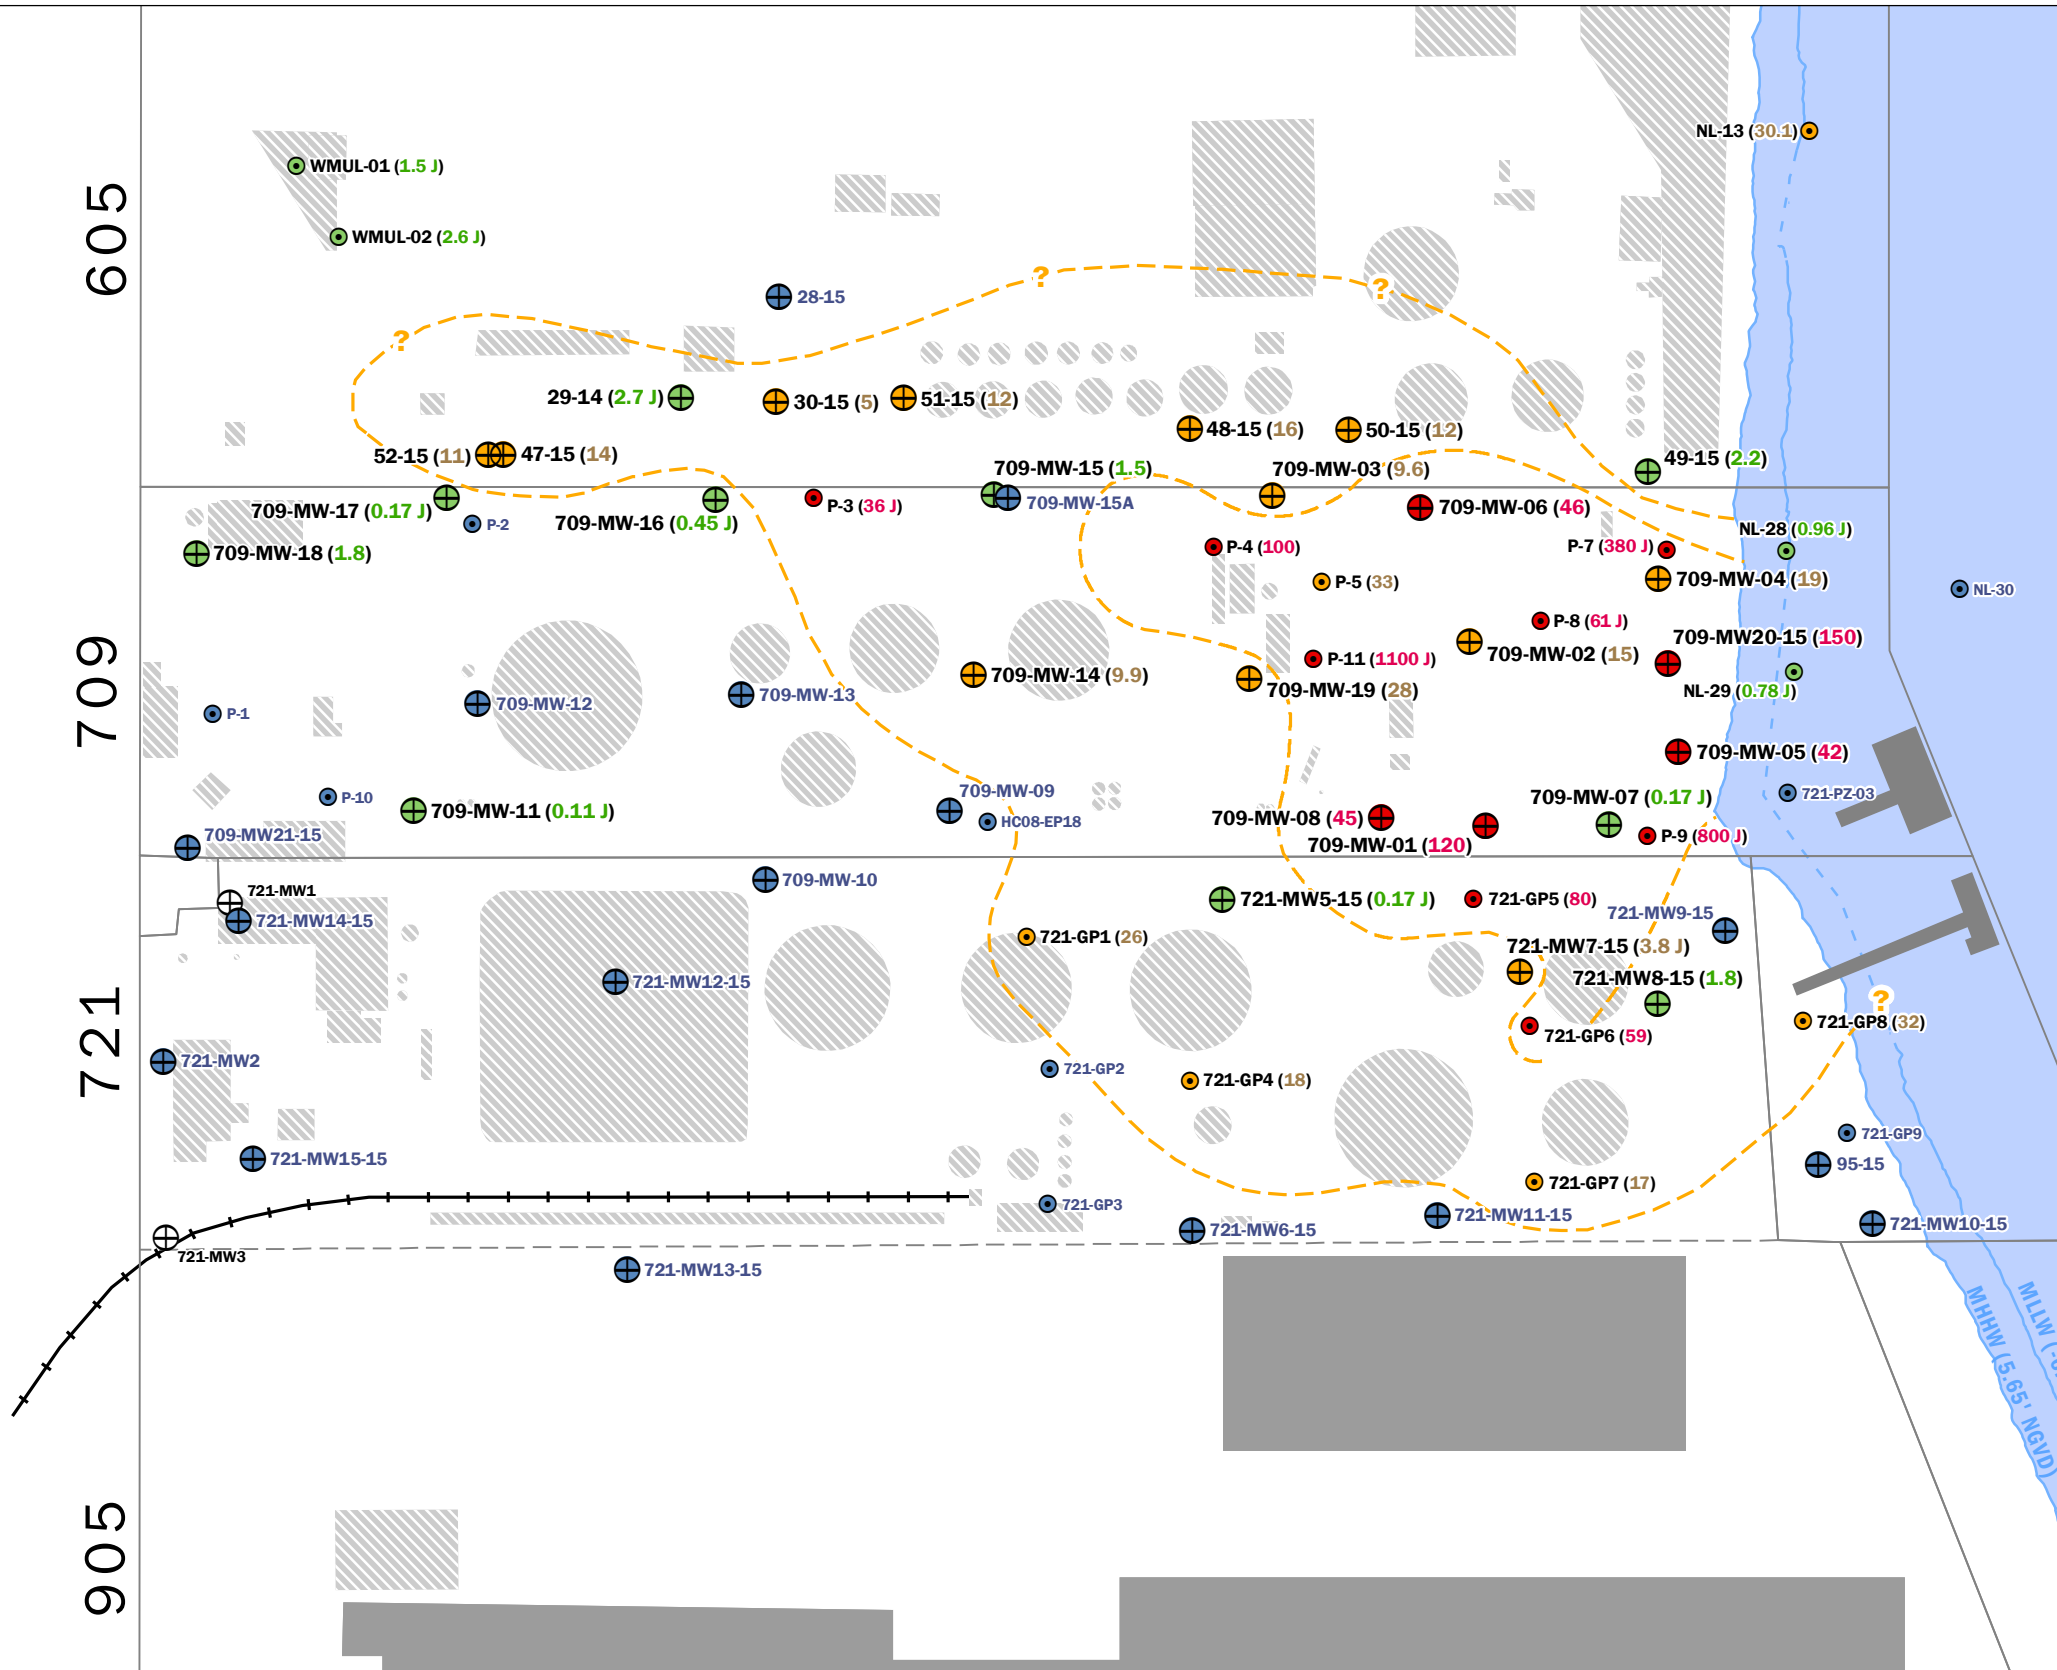 NL-13 (30.1)
WMUL-01 (1.5 J)
605
WMUL-02 (2.6 J)
?
?
28-15
?
29-14 (2.7 J)
30-15 (5)
51-15 (12)
48-15 (16)
50-15 (12)
52-15 (11)
47-15 (14)
709-MW-15 (1.5)
709-MW-03 (9.6)
49-15 (2.2)
709-MW-17 (0.17 J)
P-2
709-MW-16 (0.45 J)
P-3 (36 J)
709-MW-15A
709-MW-06 (46)
NL-28 (0.96 J)
709-MW-18 (1.8)
P-4 (100)
P-7 (380 J)
P-5 (33)
709-MW-04 (19)
NL-30
P-8 (61 J)
709-MW20-15 (150)
709
709-MW-02 (15)
P-11 (1100 J)
709-MW-14 (9.9)
709-MW-19 (28)
NL-29 (0.78 J)
709-MW-12
709-MW-13
P-1
709-MW-05 (42)
P-10
709-MW-09
709-MW-07 (0.17 J)
721-PZ-03
709-MW-11 (0.11 J)
HC08-EP18
709-MW-08 (45)
709-MW21-15
709-MW-01 (120)
P-9 (800 J)
709-MW-10
721-MW1
721-MW5-15 (0.17 J)
721-GP5 (80)
721-MW9-15
721-MW14-15
721-GP1 (26)
721-MW7-15 (3.8 J)
721-MW12-15
721-MW8-15 (1.8)
?
721-GP8 (32)
721-GP6 (59)
721
721-MW2
721-GP2
721-GP4 (18)
721-GP9
721-MW15-15
95-15
721-GP7 (17)
721-GP3
721-MW11-15
721-MW6-15
721-MW10-15
721-MW3
721-MW13-15
MHHW (5.65' NGVD)
MLLW (-
905